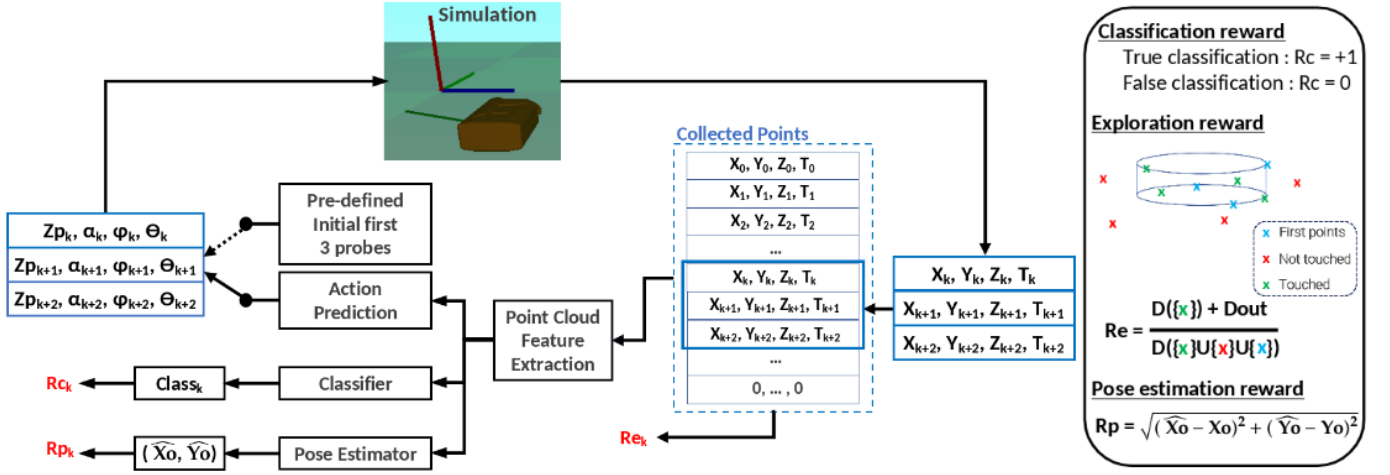 Simulation
Pre-defined
Initial first
3 probes
Zpₖ, αₖ, φₖ, ϴₖ
Zpₖ₊₁, αₖ₊₁, φₖ₊₁, ϴₖ₊₁
Zpₖ₊₂, αₖ₊₂, φₖ₊₂, ϴₖ₊₂
Action
Prediction
Point Cloud
Feature
Extraction
Rcₖ
Classₖ
Classifier
Rpₖ
(X̂o, Ŷo)
Pose Estimator
Collected Points
X₀, Y₀, Z₀, T₀
X₁, Y₁, Z₁, T₁
X₂, Y₂, Z₂, T₂
...
Xₖ, Yₖ, Zₖ, Tₖ
Xₖ₊₁, Yₖ₊₁, Zₖ₊₁, Tₖ₊₁
Xₖ₊₂, Yₖ₊₂, Zₖ₊₂, Tₖ₊₂
...
0, ... , 0
Reₖ
Xₖ, Yₖ, Zₖ, Tₖ
Xₖ₊₁, Yₖ₊₁, Zₖ₊₁, Tₖ₊₁
Xₖ₊₂, Yₖ₊₂, Zₖ₊₂, Tₖ₊₂
Classification reward
True classification : Rc = +1
False classification : Rc = 0
Exploration reward
x First points
x Not touched
x Touched
Re = D({x}) + Dout
D({x}U{x}U{x})
Pose estimation reward
Rp = √(X̂o – Xo)² + (Ŷo – Yo)²